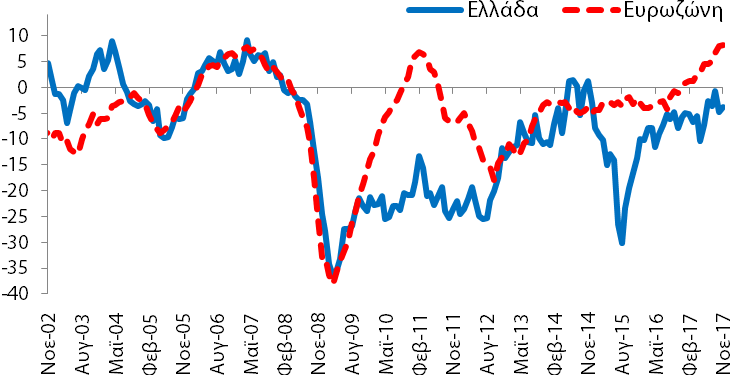 Ελλάδα Ευρωζώνη
10
5
0
-5
-10
-15
-20
-25
-30
-35
-40
Νοε-02
Αυγ-03
Μαϊ-04
Φεβ-05
Νοε-05
Αυγ-06
Μαϊ-07
Φεβ-08
Νοε-08
Αυγ-09
Μαϊ-10
Φεβ-11
Νοε-11
Αυγ-12
Μαϊ-13
Φεβ-14
Νοε-14
Αυγ-15
Μαϊ-16
Φεβ-17
Νοε-17